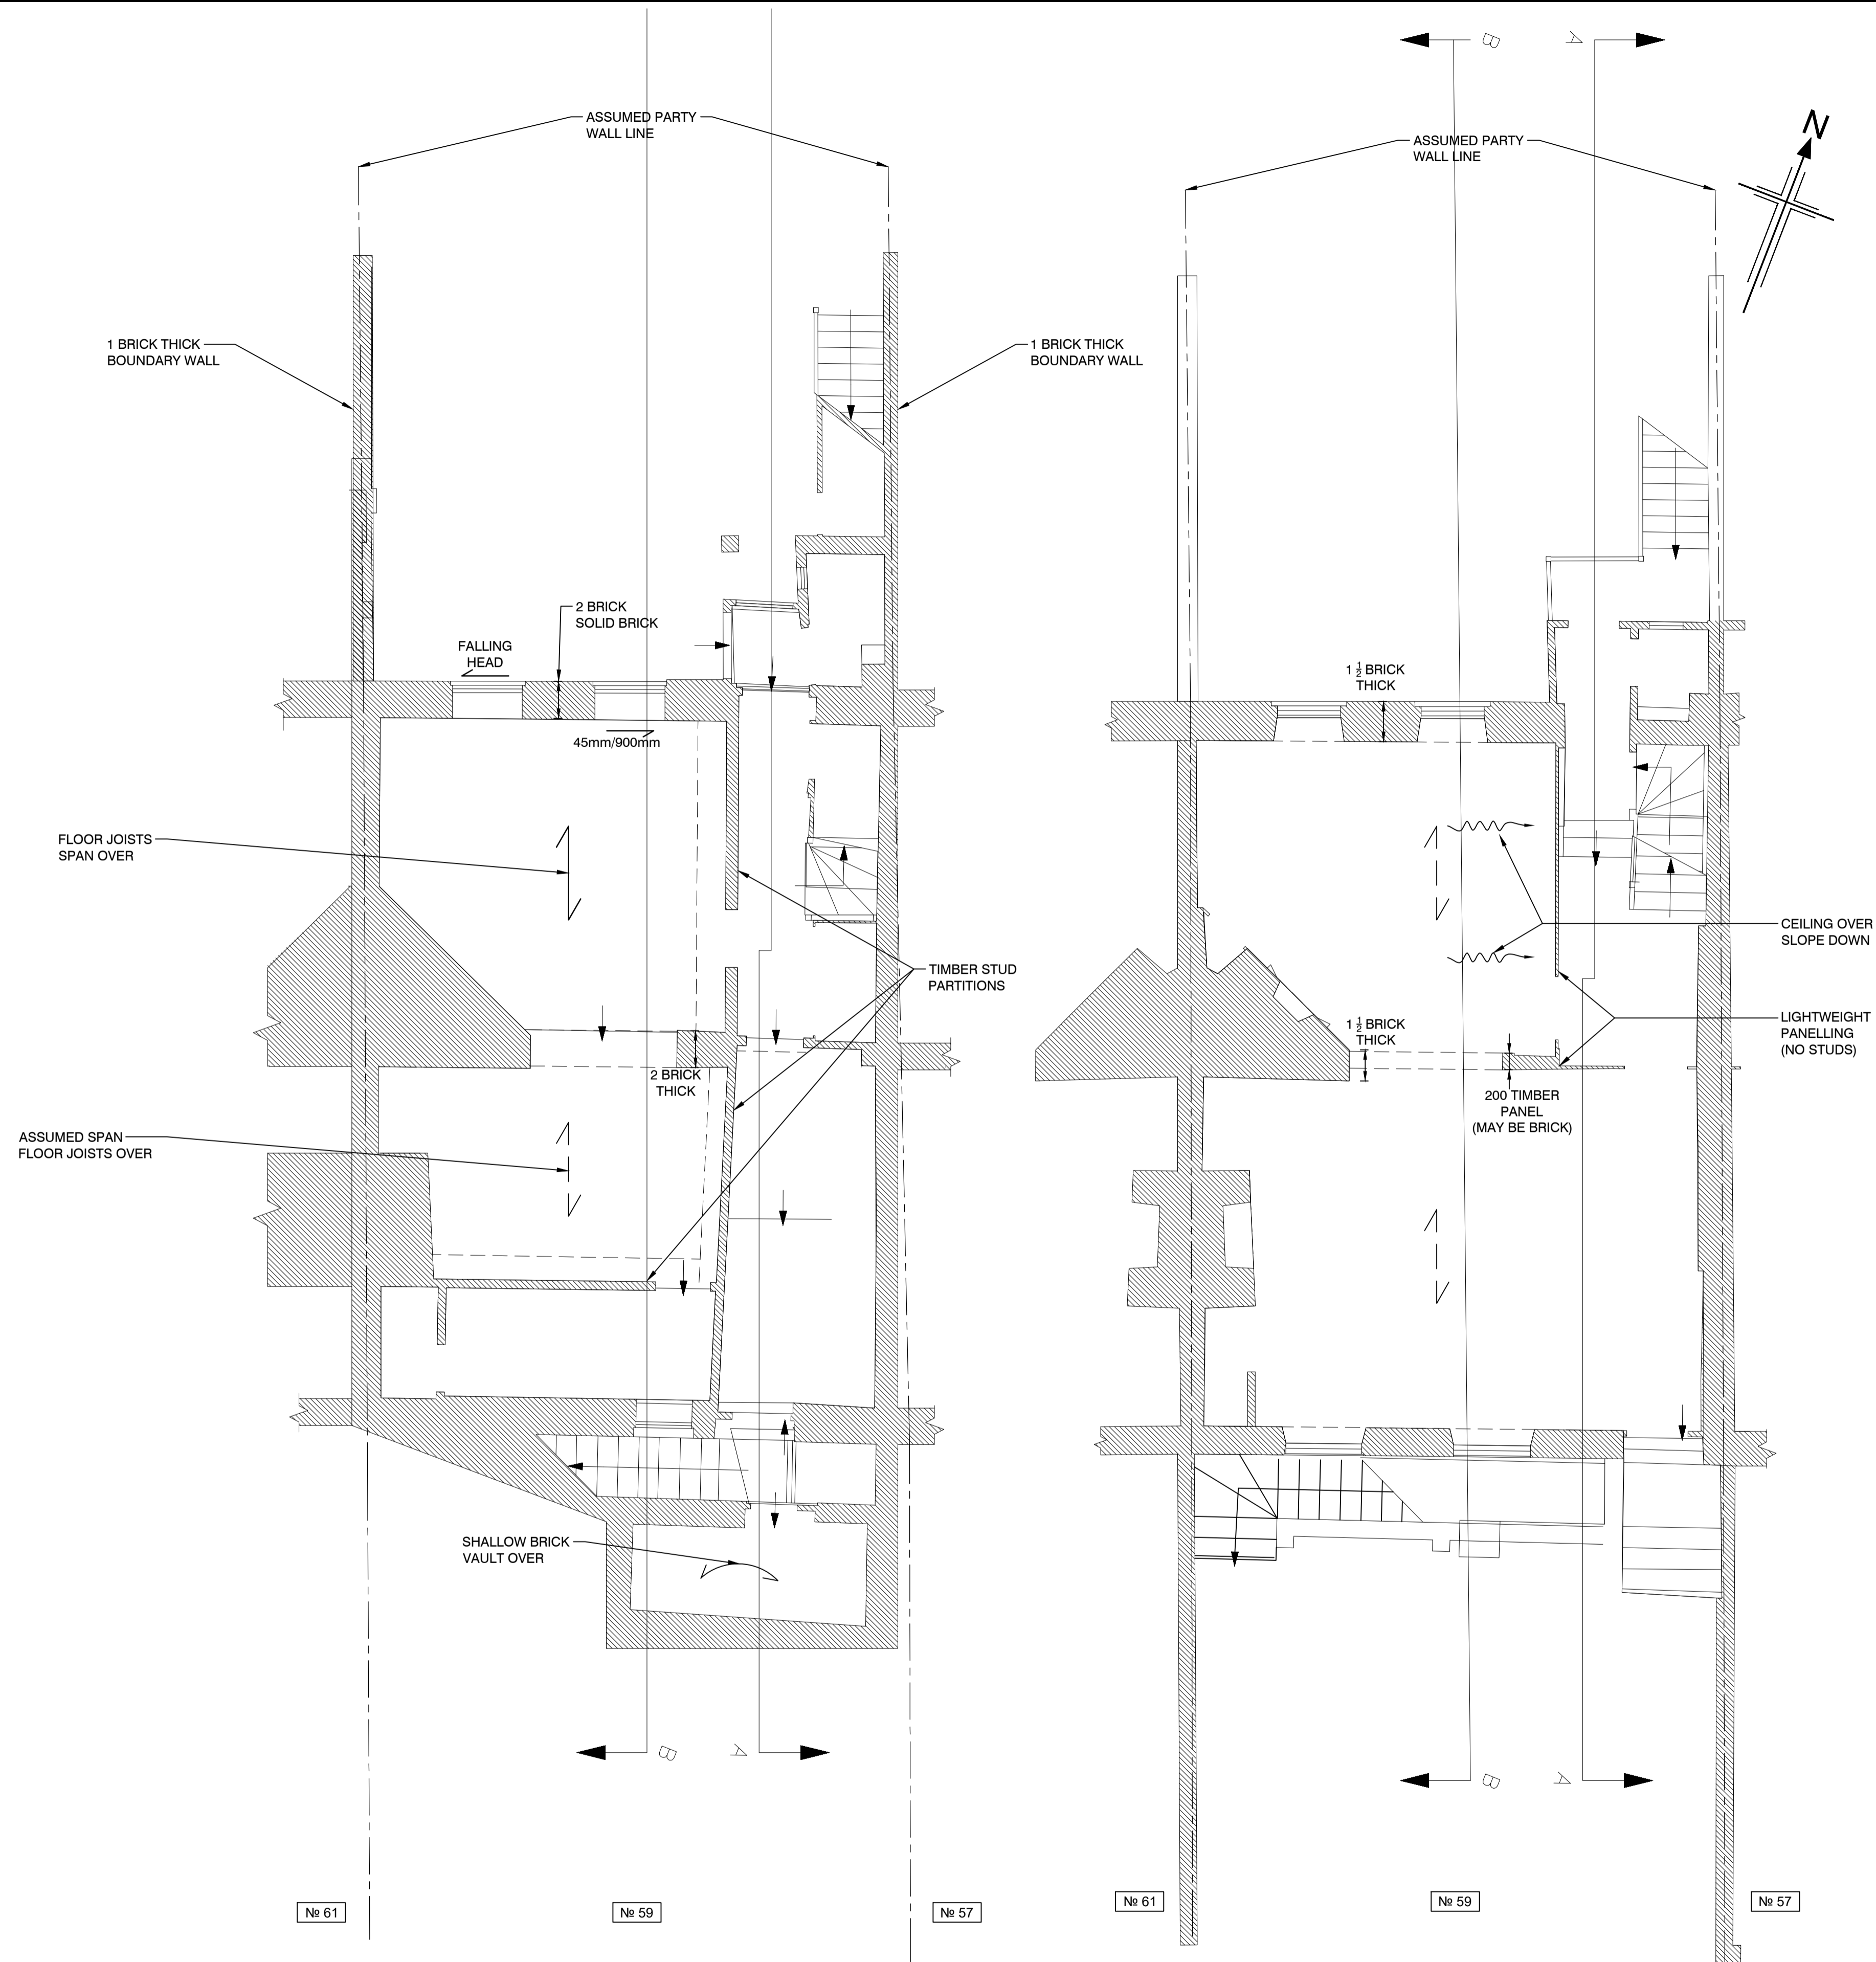 B
A
N
ASSUMED PARTY
WALL LINE
ASSUMED PARTY
WALL LINE
1 BRICK THICK
BOUNDARY WALL
1 BRICK THICK
BOUNDARY WALL
2 BRICK
SOLID BRICK
FALLING
HEAD
45mm/900mm
1 1/2 BRICK
THICK
FLOOR JOISTS
SPAN OVER
CEILING OVER
SLOPE DOWN
TIMBER STUD
PARTITIONS
1 1/2 BRICK
THICK
LIGHTWEIGHT
PANELLING
(NO STUDS)
2 BRICK
THICK
200 TIMBER
PANEL
(MAY BE BRICK)
ASSUMED SPAN
FLOOR JOISTS OVER
SHALLOW BRICK
VAULT OVER
B
A
B
A
№ 61
№ 59
№ 57
№ 61
№ 59
№ 57